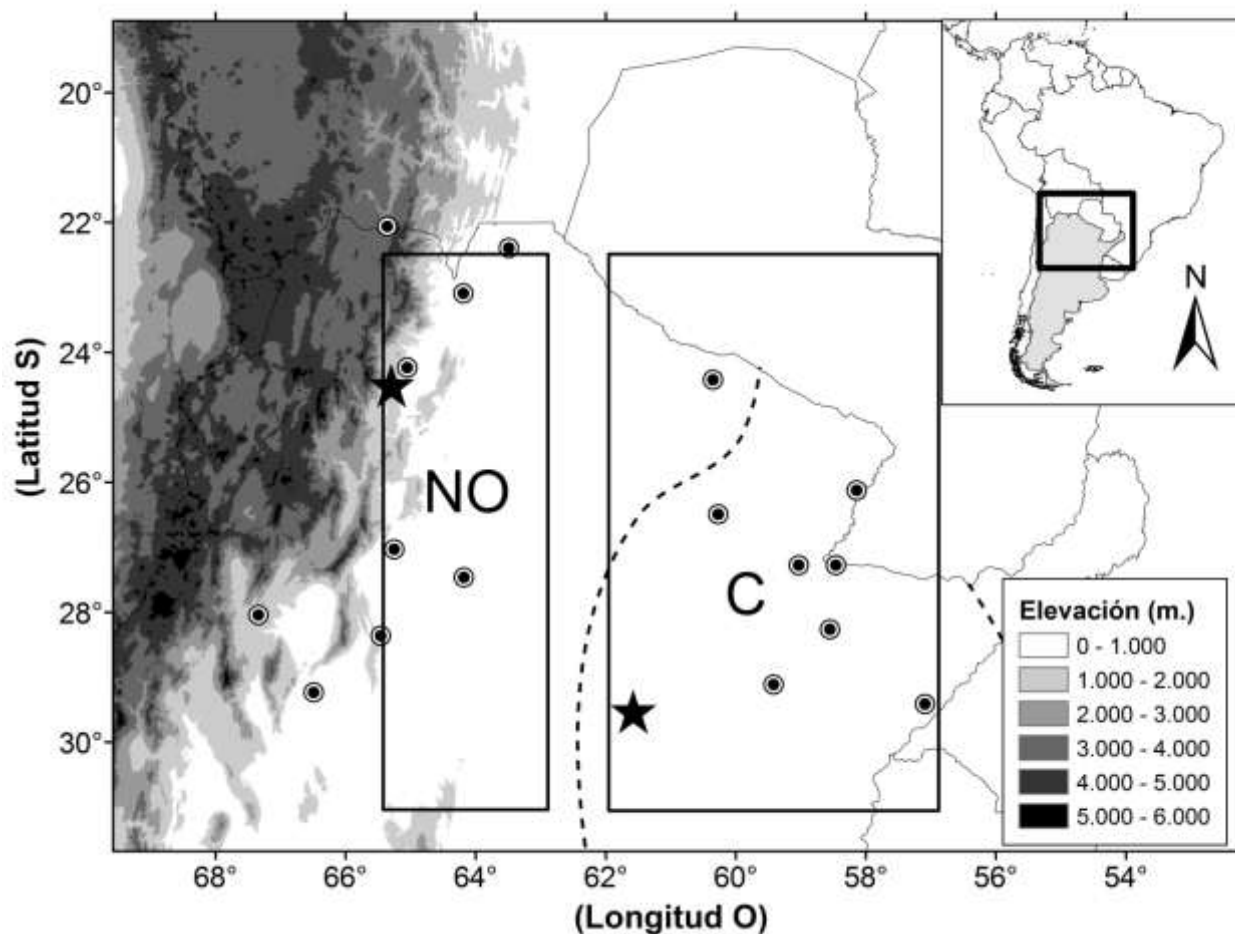 20°
22°
24°
26°
28°
30°
(Latitud S)
N
NO
C
Elevación (m.)
0 - 1.000
1.000 - 2.000
2.000 - 3.000
3.000 - 4.000
4.000 - 5.000
5.000 - 6.000
68° 66° 64° 62° 60° 58° 56° 54°
(Longitud O)